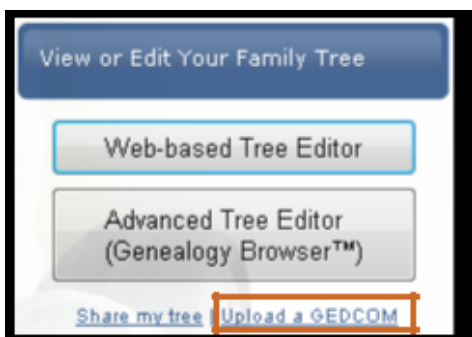 View or Edit Your Family Tree
Web-based Tree Editor
Advanced Tree Editor
(Genealogy Browser™)
Share my tree | Upload a GEDCOM